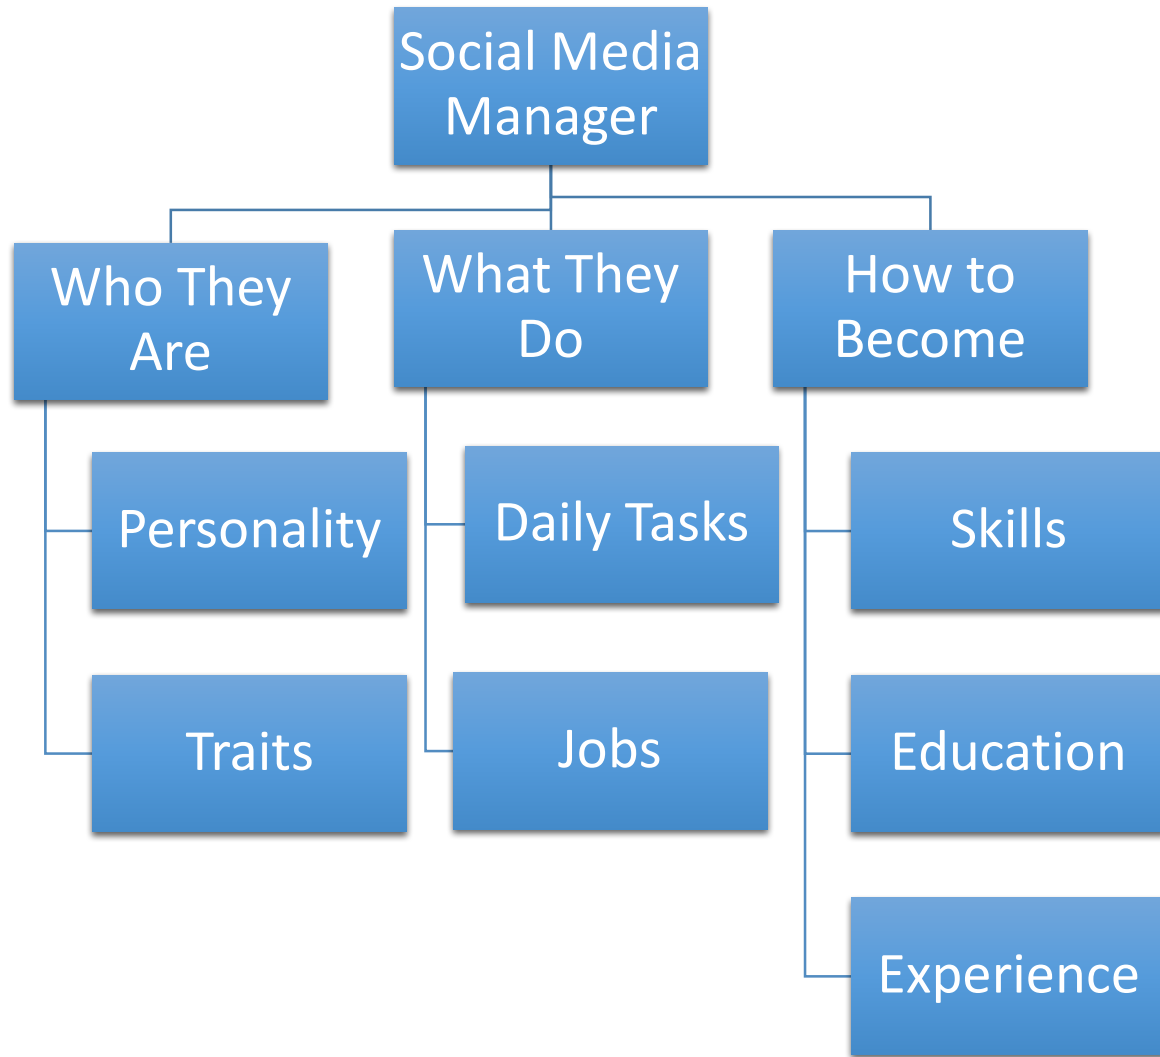 Social Media
Manager
Who They
Are
What They
Do
How to
Become
Personality
Daily Tasks
Skills
Traits
Jobs
Education
Experience